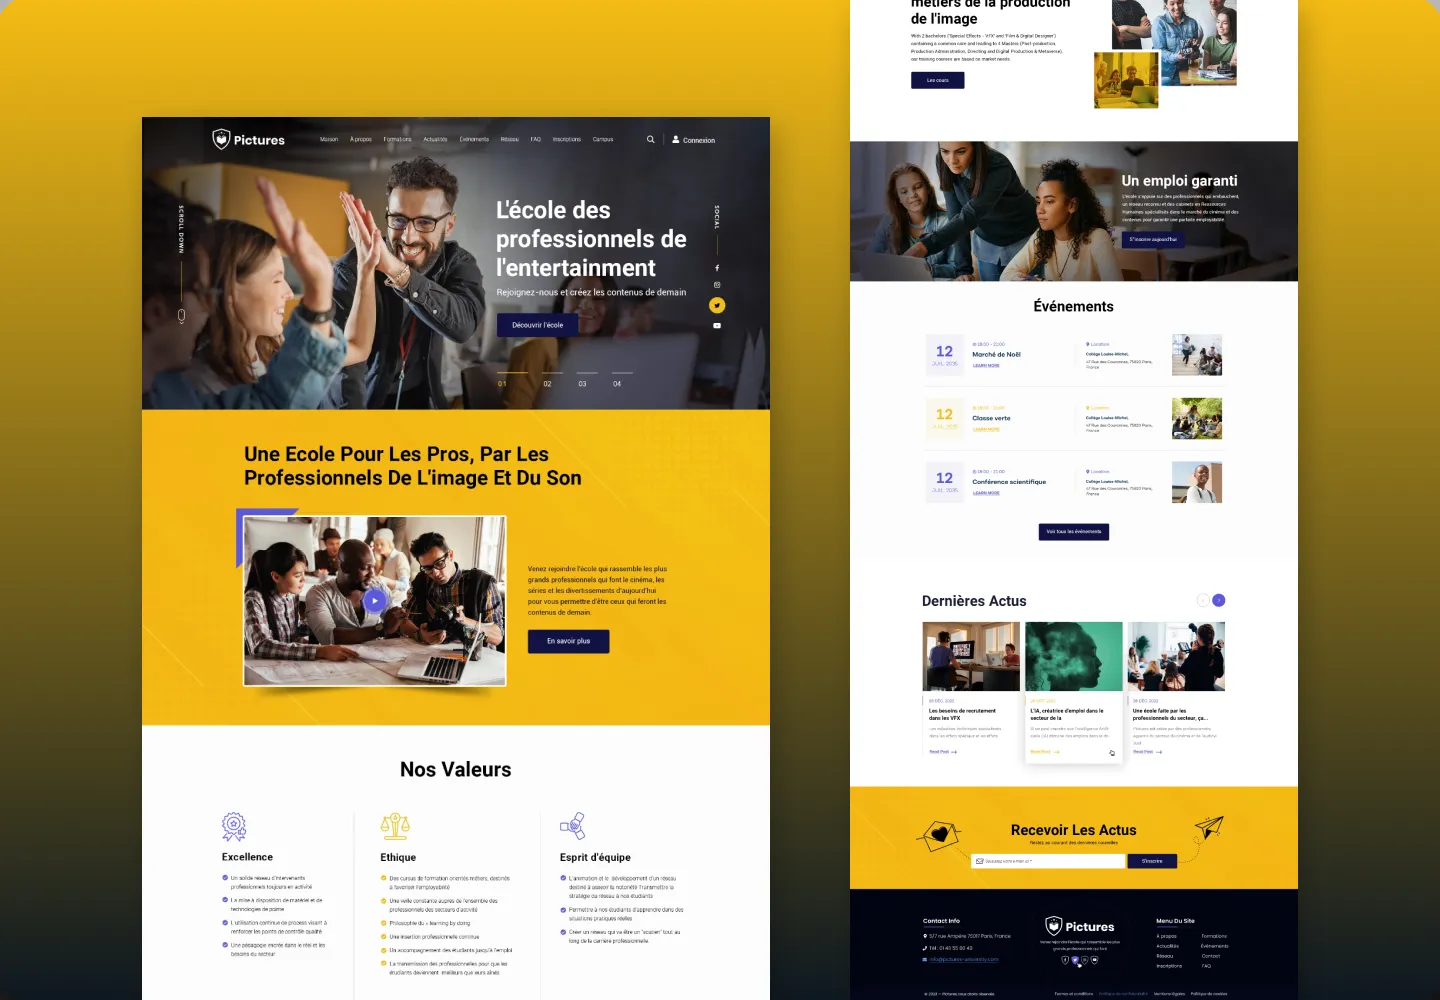 Pictures
Maison
À propos
Formations
Actualités
Événements
Réseau
FAQ
Inscriptions
Campus
Connexion
SCROLL DOWN
L'école des
professionnels de
l'entertainment
Rejoignez-nous et créez les contenus de demain
Découvrir l'école
01
02
03
04
SOCIAL
Une Ecole Pour Les Pros, Par Les
Professionnels De L'image Et Du Son
Venez rejoindre l'école qui rassemble les plus
grands professionnels qui font le cinéma, les
séries et les divertissements d'aujourd'hui
pour vous permettre d'être ceux qui feront les
contenus de demain.
En savoir plus
Nos Valeurs
Excellence
Un solide réseau d'intervenants
professionnels toujours en activité
La mise à disposition de matériel et de
technologies de pointe
L'utilisation continue de process visant à
renforcer les points de contrôle qualité
Une pédagogie ancrée dans le réel et les
besoins du secteur
Ethique
Des cursus de formation orientés métiers, destinés
à favoriser l'employabilité
Une veille constante auprès de l'ensemble des
professionnels des secteurs d'activité
Philosophie du « learning by doing
Une insertion professionnelle continue
Un accompagnement des étudiants jusqu'à l'emploi
La transmission des professionnelles pour que les
étudiants deviennent meilleurs que leurs aînés
Esprit d'équipe
L'animation et le développement d'un réseau
destiné à asseoir la notoriété Transmettre la
stratégie du réseau à nos étudiants
Permettre à nos étudiants d'apprendre dans des
situations pratiques réelles
Créer un réseau qui va être un "soutien" tout au
long de la carrière professionnelle.
métiers de la production
de l'image
With 2 bachelors ("Special Effects - VFX" and "Film & Digital Designer")
containing a common core and leading to 4 Masters (Post-production,
Production Administration, Directing and Digital Production & Metaverse),
our training courses are based on market needs.
Les cours
Un emploi garanti
L'école s'appuie sur des professionnels qui embauchent,
un réseau reconnu et des cabinets en Ressources
Humaines spécialisés dans le marché du cinéma et des
contenus pour garantir une parfaite employabilité.
S'inscrire aujourd'hui
Événements
12
18:00 - 21:00
Marché de Noël
LEARN MORE
Location
Collège Louise-Michel,
47 Rue des Couronnes, 75020 Paris,
France
12
Classe verte
LEARN MORE
Location
Collège Louise-Michel,
47 Rue des Couronnes, 75020 Paris,
France
12
18:00 - 21:00
Conférence scientifique
LEARN MORE
Location
Collège Louise-Michel,
47 Rue des Couronnes, 75020 Paris,
France
Voir tous les événements
Dernières Actus
Les besoins de recrutement
dans les VFX
Read Post
L'IA, créatrice d'emploi dans le
secteur de la
Read Post
Une école faite par les
professionnels du secteur, ça...
Read Post
Recevoir Les Actus
Restez au courant des dernières nouvelles
S'inscrire
Contact Info
5/7 rue Ampère 75017 Paris, France
Tél : 01 43 55 00 40
info@pictures-university.com
Pictures
Menu Du Site
À propos
Formations
Actualités
Événements
Réseau
Contact
Inscriptions
FAQ
Termes et conditions
Politique de confidentialité
Mentions légales
Politique de cookies